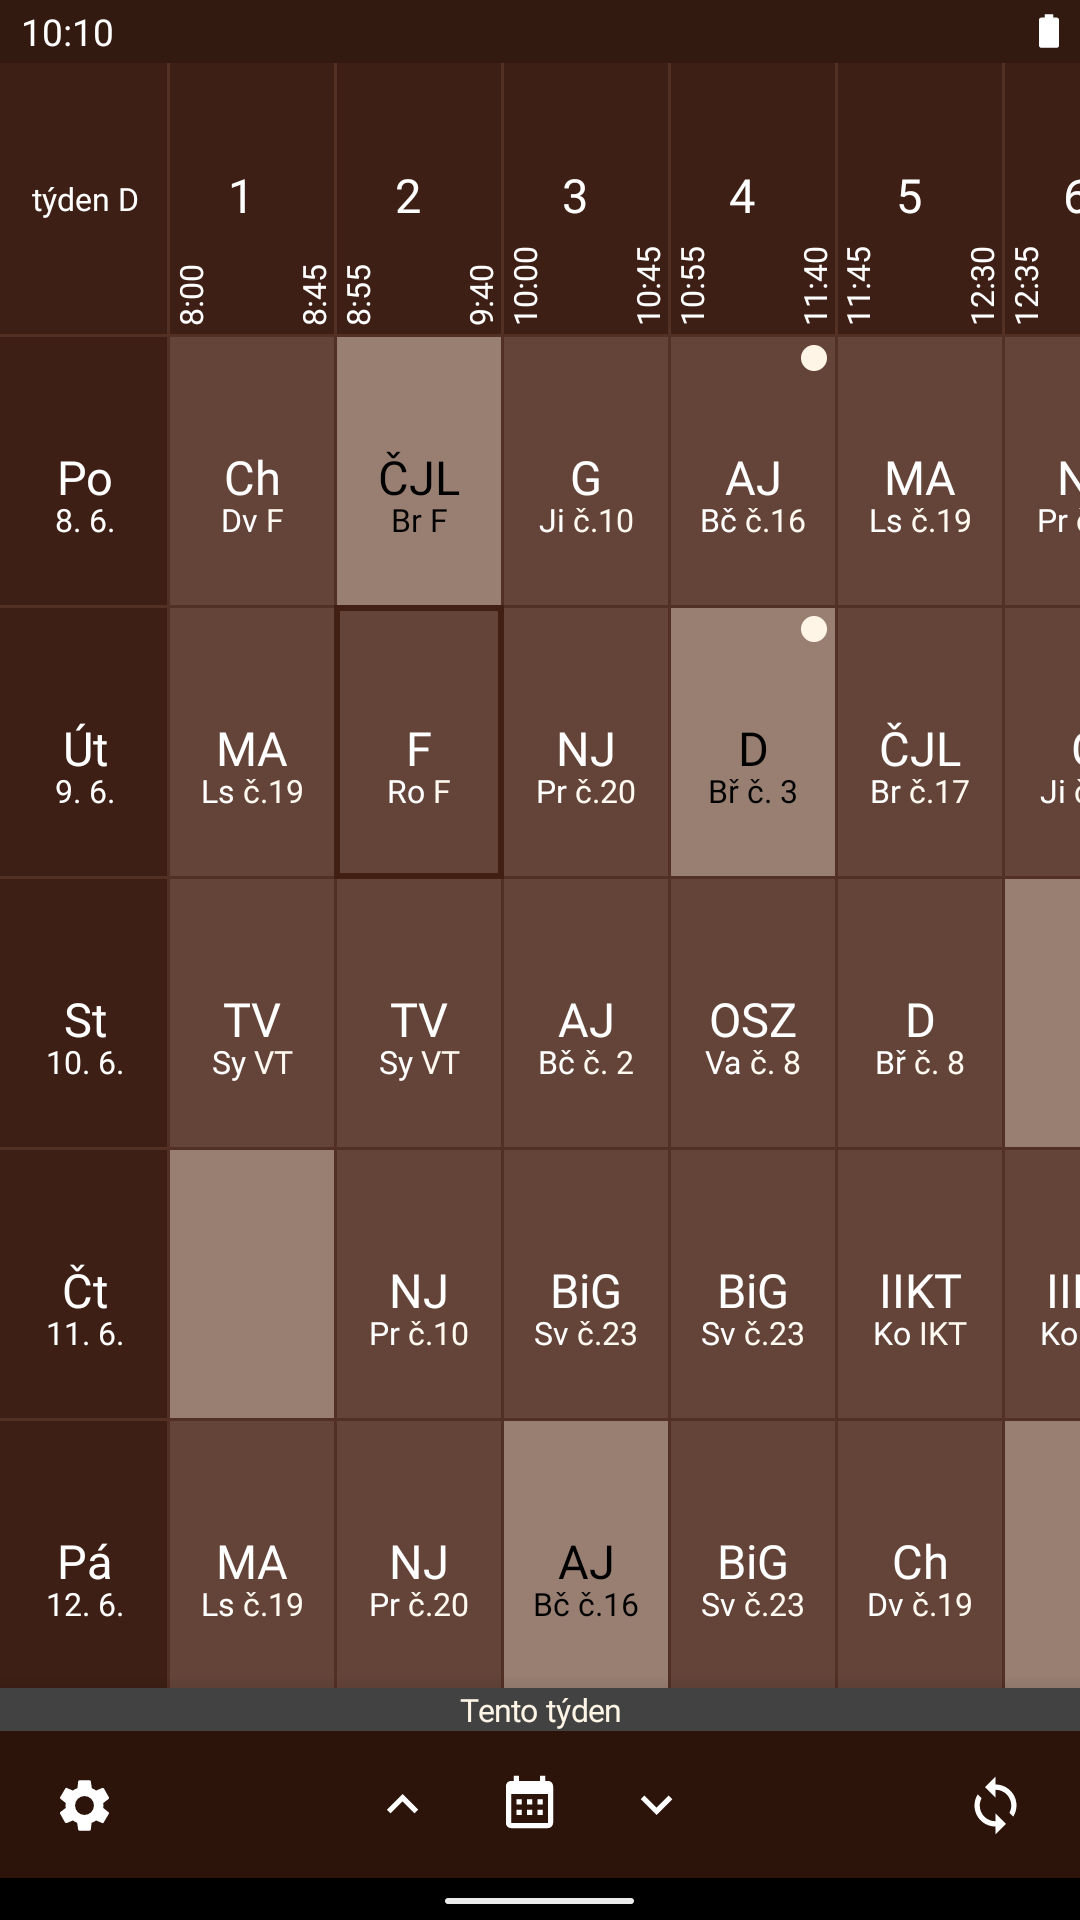 10:10
týden D
1
8:00 8:45
2
8:55 9:40
3
10:00 10:45
4
10:55 11:40
5
11:45 12:30
6
12:35
Po
8. 6.
Ch
Dv F
ČJL
Br F
G
Ji č.10
AJ
Bč č.16
MA
Ls č.19
Pr
Út
9. 6.
MA
Ls č.19
F
Ro F
NJ
Pr č.20
D
Bř č. 3
ČJL
Br č.17
Ji
St
10. 6.
TV
Sy VT
TV
Sy VT
AJ
Bč č. 2
OSZ
Va č. 8
D
Bř č. 8
Čt
11. 6.
NJ
Pr č.10
BiG
Sv č.23
BiG
Sv č.23
IIKT
Ko IKT
Ko
Pá
12. 6.
MA
Ls č.19
NJ
Pr č.20
AJ
Bč č.16
BiG
Sv č.23
Ch
Dv č.19
Tento týden